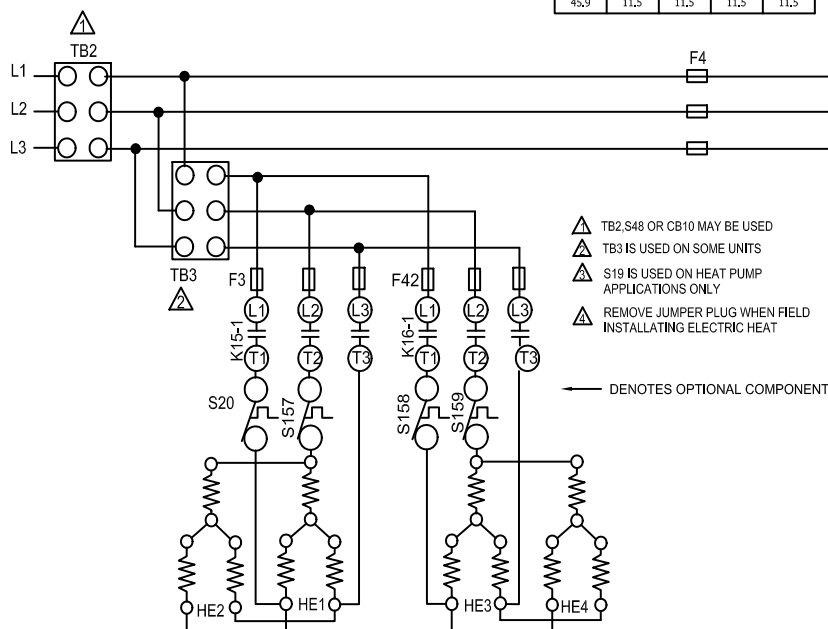 45.9 11.5 11.5 11.5 11.5
1
TB2
F4
L1
L2
L3
1 TB2,S48 OR CB10 MAY BE USED
2 TB3 IS USED ON SOME UNITS
3 S19 IS USED ON HEAT PUMP
APPLICATIONS ONLY
4 REMOVE JUMPER PLUG WHEN FIELD
INSTALLATING ELECTRIC HEAT
TB3
2
F3
F42
L1 L2 L3 L1 L2 L3
K15-1
K16-1
T1 T2 T3 T1 T2 T3
DENOTES OPTIONAL COMPONENT
S20
S157
S158
S159
HE2
HE1
HE3
HE4